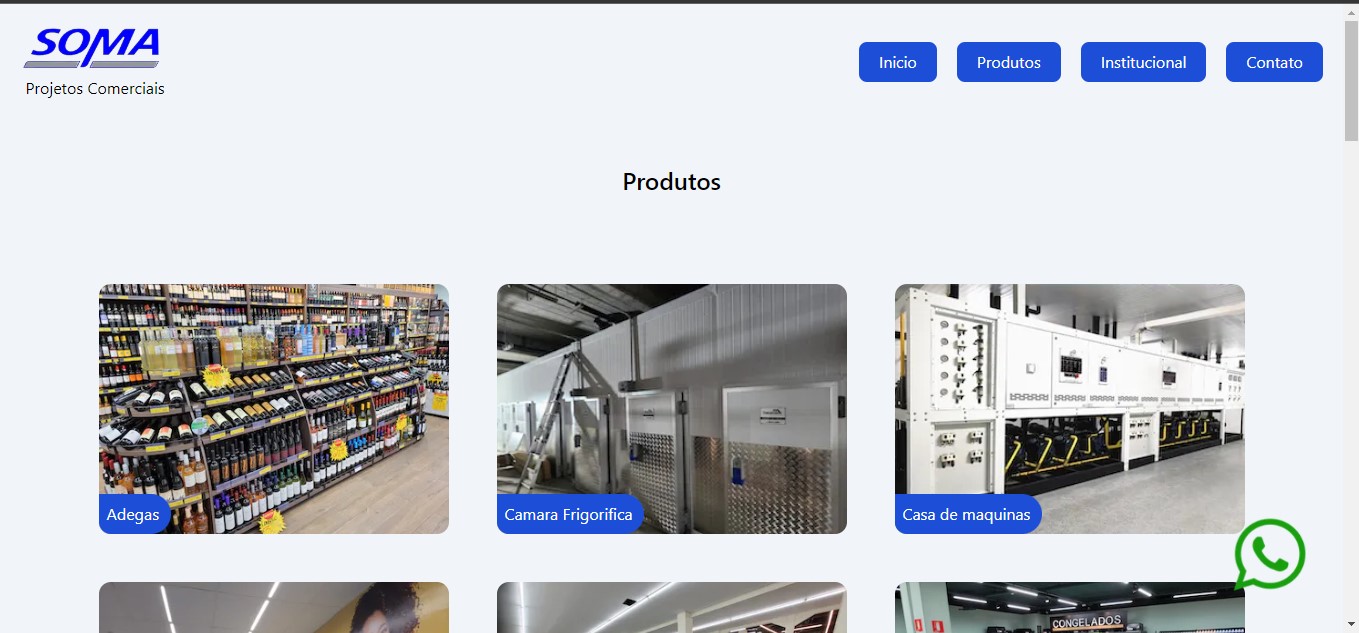 SOMA
Projetos Comerciais
Inicio
Produtos
Institucional
Contato
Produtos
Adegas
Camara Frigorifica
Casa de maquinas
CONGELADOS